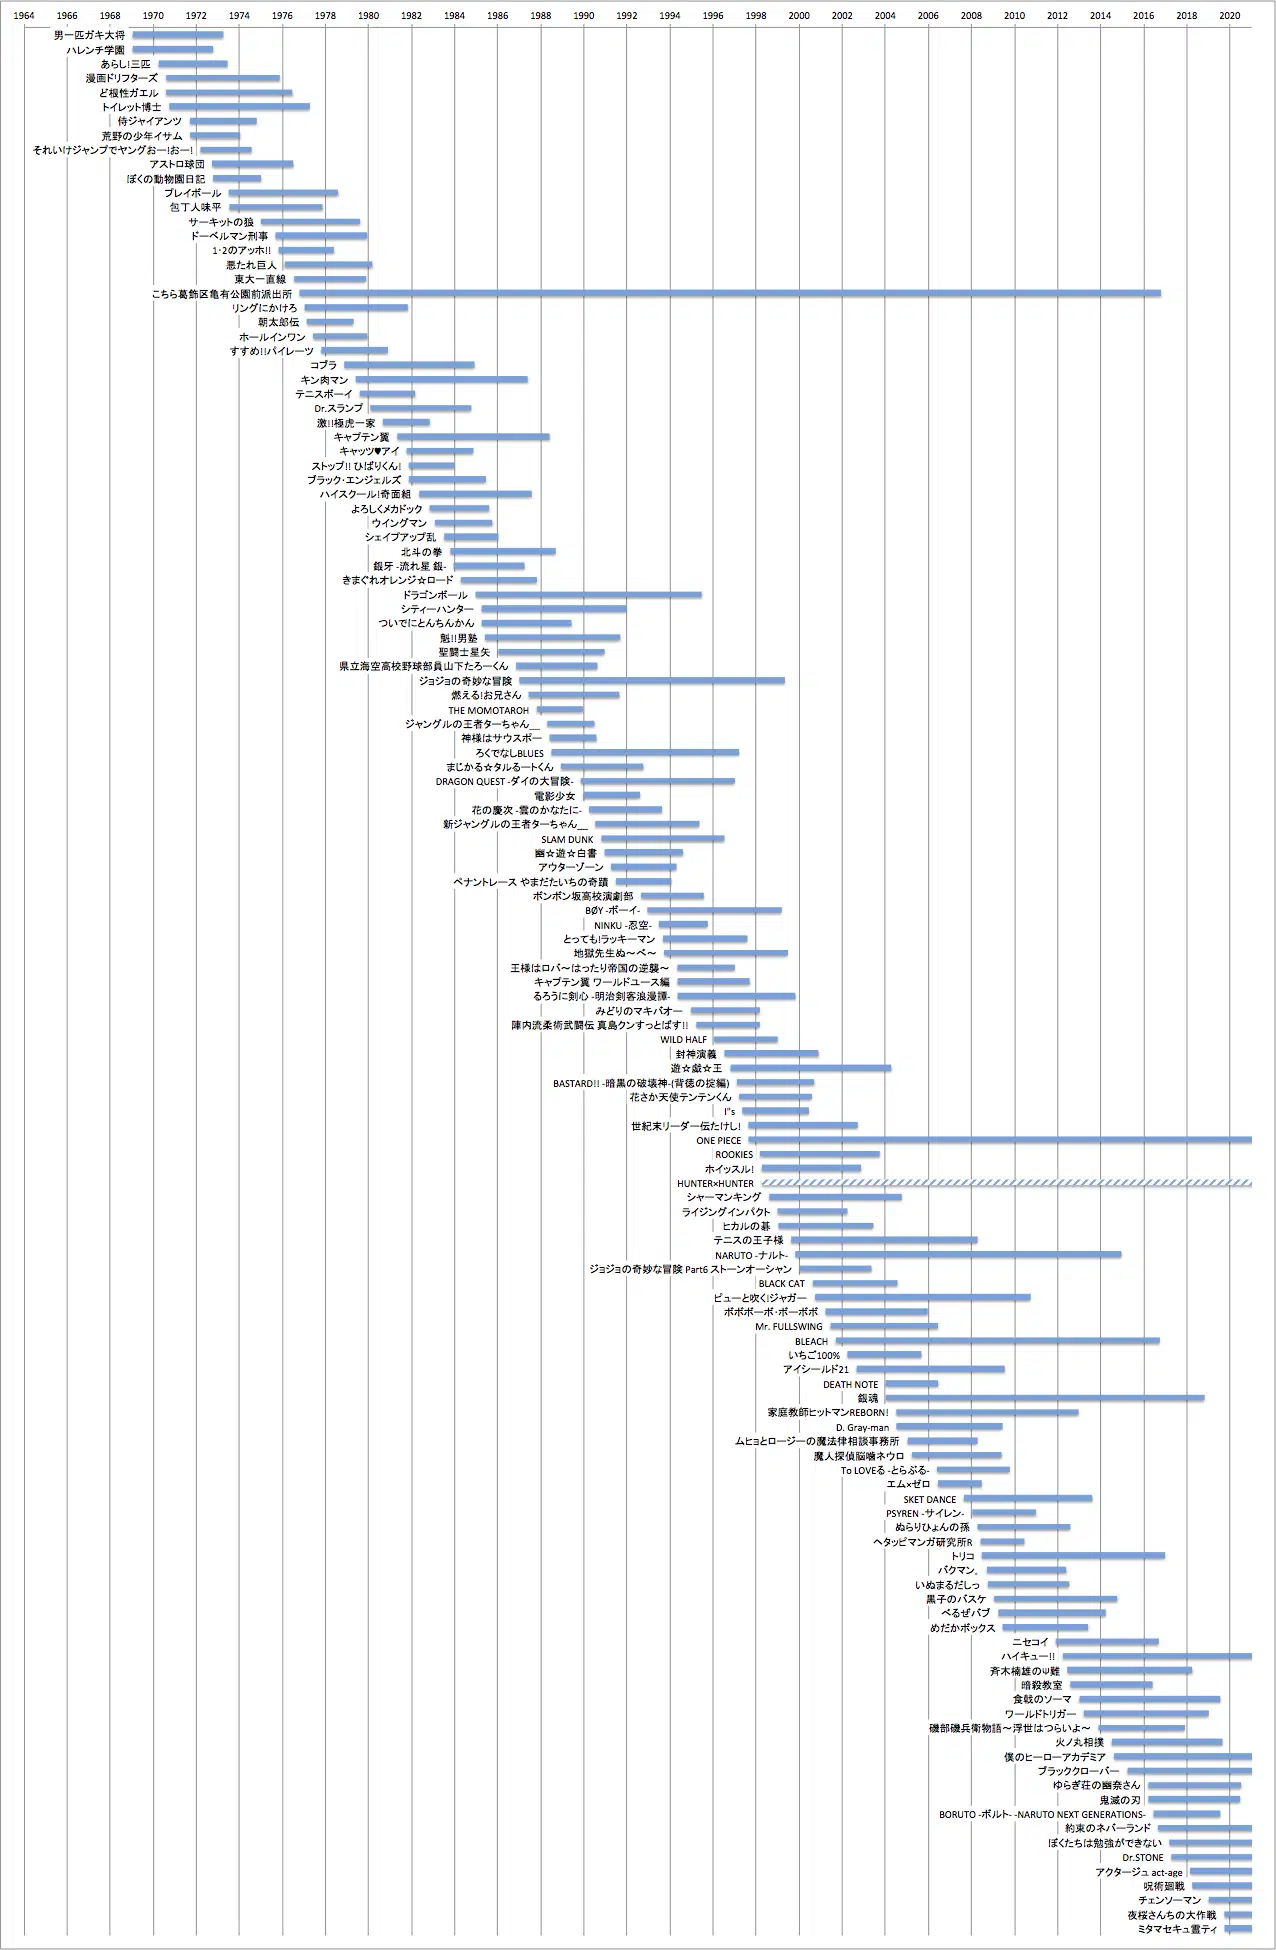 1964 1966 1968 1970 1972 1974 1976 1978 1980 1982 1984 1986 1988 1990 1992 1994 1996 1998 2000 2002 2004 2006 2008 2010 2012 2014 2016 2018 2020
男一匹ガキ大将
ハレンチ学園
あらし!三匹
漫画ドリフターズ
ど根性ガエル
トイレット博士
侍ジャイアンツ
荒野の少年イサム
それいけジャンプでヤングおー!おー!
アストロ球団
ぼくの動物園日記
プレイボール
包丁人味平
サーキットの狼
ドーベルマン刑事
1･2のアッホ!!
悪たれ巨人
東大一直線
こちら葛飾区亀有公園前派出所
リングにかけろ
朝太郎伝
ホールインワン
すすめ!!パイレーツ
コブラ
キン肉マン
テニスボーイ
Dr.スランプ
激!!極虎一家
キャプテン翼
キャッツ♥アイ
ストップ!! ひばりくん!
ブラック･エンジェルズ
ハイスクール!奇面組
よろしくメカドック
ウイングマン
シェイプアップ乱
北斗の拳
銀牙 -流れ星 銀-
きまぐれオレンジ☆ロード
ドラゴンボール
シティーハンター
ついでにとんちんかん
魁!!男塾
聖闘士星矢
県立海空高校野球部員山下たろーくん
ジョジョの奇妙な冒険
燃える!お兄さん
THE MOMOTAROH
ジャングルの王者ターちゃん__
神様はサウスポー
ろくでなしBLUES
まじかる☆タルるートくん
DRAGON QUEST -ダイの大冒険-
電影少女
花の慶次 -雲のかなたに-
新ジャングルの王者ターちゃん__
SLAM DUNK
幽☆遊☆白書
アウターゾーン
ペナントレース やまだたいちの奇蹟
ボンボン坂高校演劇部
BØY -ボーイ-
NINKU -忍空-
とっても!ラッキーマン
地獄先生ぬ〜べ〜
王様はロバ〜はったり帝国の逆襲〜
キャプテン翼 ワールドユース編
るろうに剣心 -明治剣客浪漫譚-
みどりのマキバオー
陣内流柔術武闘伝 真島クンすっとばす!!
WILD HALF
封神演義
遊☆戯☆王
BASTARD!! -暗黒の破壊神-(背徳の掟編)
花さか天使テンテンくん
I"s
世紀末リーダー伝たけし!
ONE PIECE
ROOKIES
ホイッスル!
HUNTER×HUNTER
シャーマンキング
ライジングインパクト
ヒカルの碁
テニスの王子様
NARUTO -ナルト-
ジョジョの奇妙な冒険 Part6 ストーンオーシャン
BLACK CAT
ピューと吹く!ジャガー
ボボボーボ･ボーボボ
Mr. FULLSWING
BLEACH
いちご100%
アイシールド21
DEATH NOTE
銀魂
家庭教師ヒットマンREBORN!
D. Gray-man
ムヒョとロージーの魔法律相談事務所
魔人探偵脳噛ネウロ
To LOVEる -とらぶる-
エム×ゼロ
SKET DANCE
PSYREN -サイレン-
ぬらりひょんの孫
ヘタッピマンガ研究所R
トリコ
バクマン。
いぬまるだしっ
黒子のバスケ
べるぜバブ
めだかボックス
ニセコイ
ハイキュー!!
斉木楠雄のΨ難
暗殺教室
食戟のソーマ
ワールドトリガー
磯部磯兵衛物語〜浮世はつらいよ〜
火ノ丸相撲
僕のヒーローアカデミア
ブラッククローバー
ゆらぎ荘の幽奈さん
鬼滅の刃
BORUTO -ボルト- -NARUTO NEXT GENERATIONS-
約束のネバーランド
ぼくたちは勉強ができない
Dr.STONE
アクタージュ act-age
呪術廻戦
チェンソーマン
夜桜さんちの大作戦
ミタマセキュ霊ティ